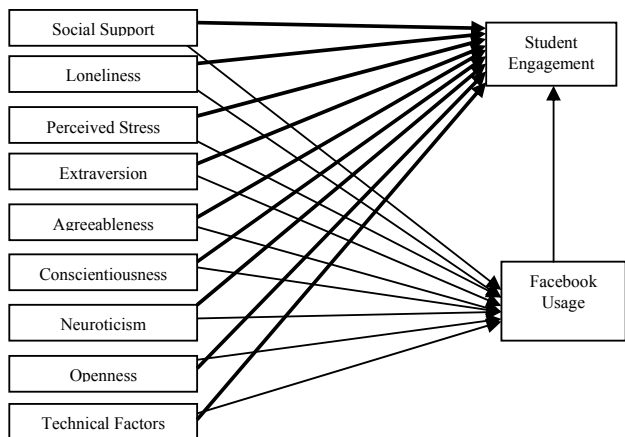 Social Support
Loneliness
Perceived Stress
Extraversion
Agreeableness
Conscientiousness
Neuroticism
Openness
Technical Factors
Student
Engagement
Facebook
Usage